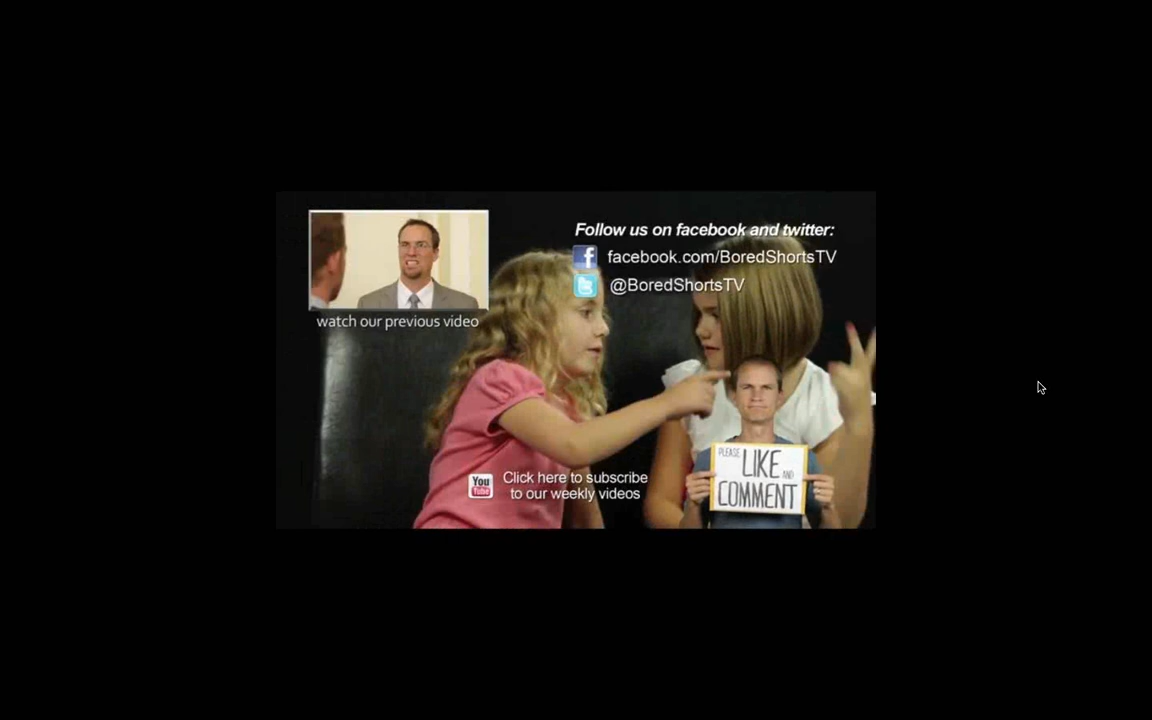 Follow us on facebook and twitter:
f facebook.com/BoredShortsTV
@BoredShortsTV
watch our previous video
PLEASE LIKE AND
COMMENT
You Tube Click here to subscribe
to our weekly videos